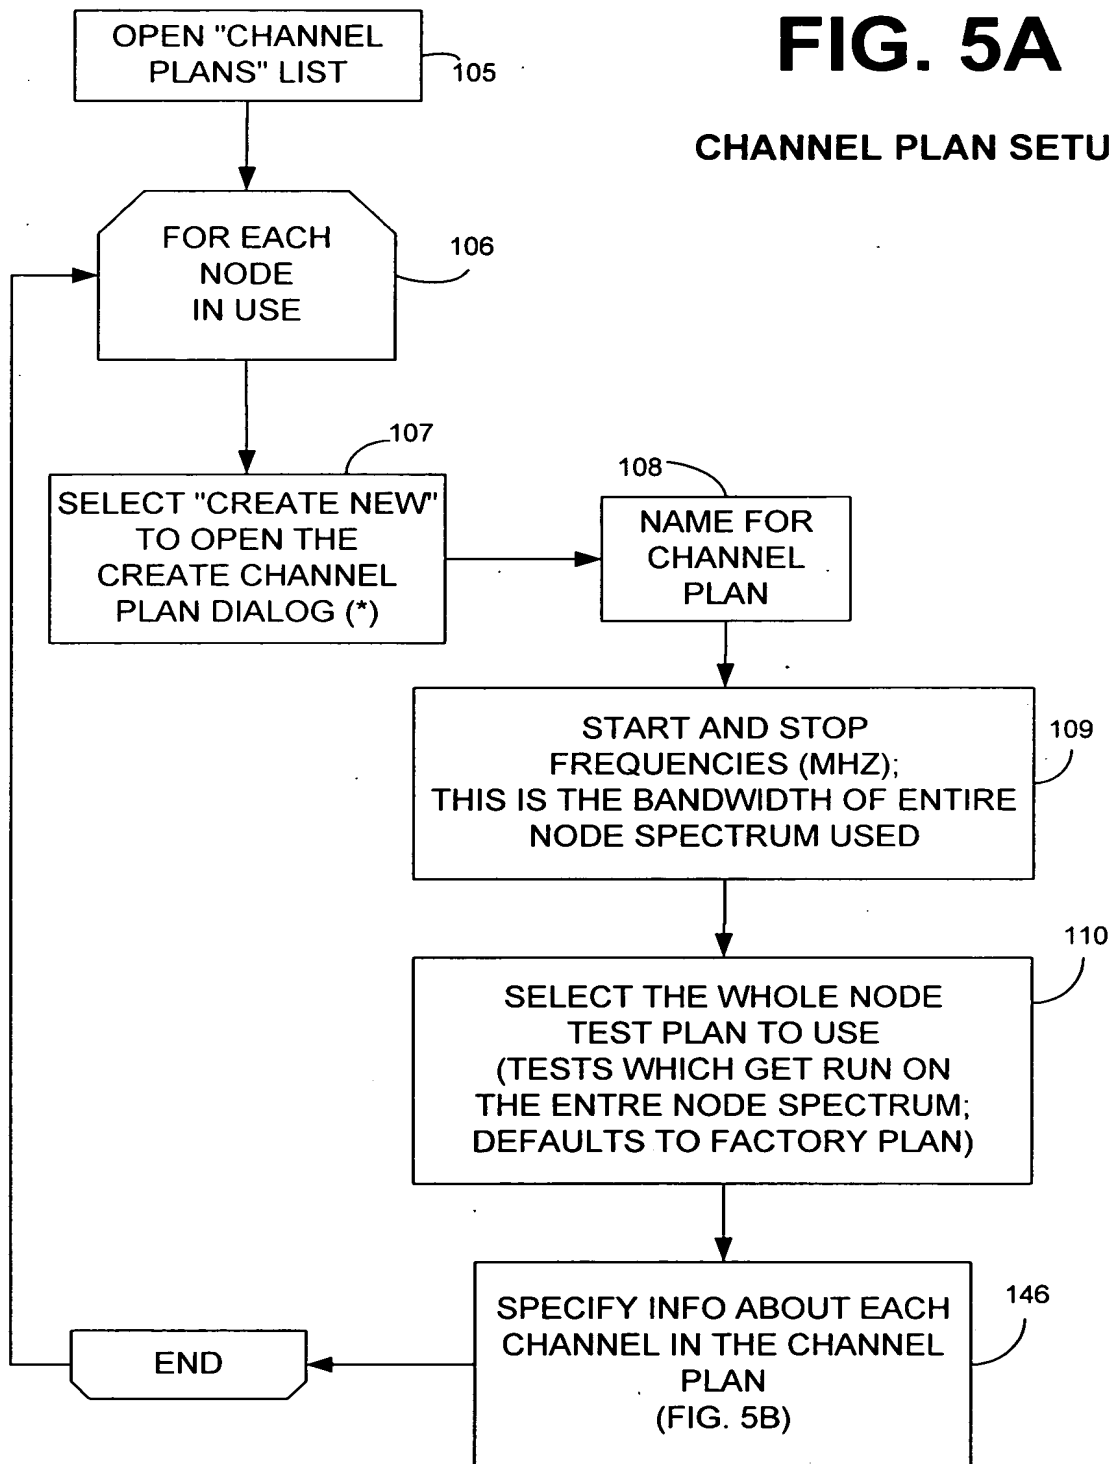 FIG. 5A
CHANNEL PLAN SETU
OPEN "CHANNEL
PLANS" LIST
105
FOR EACH
NODE
IN USE
106
107
SELECT "CREATE NEW"
TO OPEN THE
CREATE CHANNEL
PLAN DIALOG (*)
108
NAME FOR
CHANNEL
PLAN
START AND STOP
FREQUENCIES (MHZ);
THIS IS THE BANDWIDTH OF ENTIRE
NODE SPECTRUM USED
109
110
SELECT THE WHOLE NODE
TEST PLAN TO USE
(TESTS WHICH GET RUN ON
THE ENTRE NODE SPECTRUM;
DEFAULTS TO FACTORY PLAN)
SPECIFY INFO ABOUT EACH
CHANNEL IN THE CHANNEL
PLAN
(FIG. 5B)
146
END